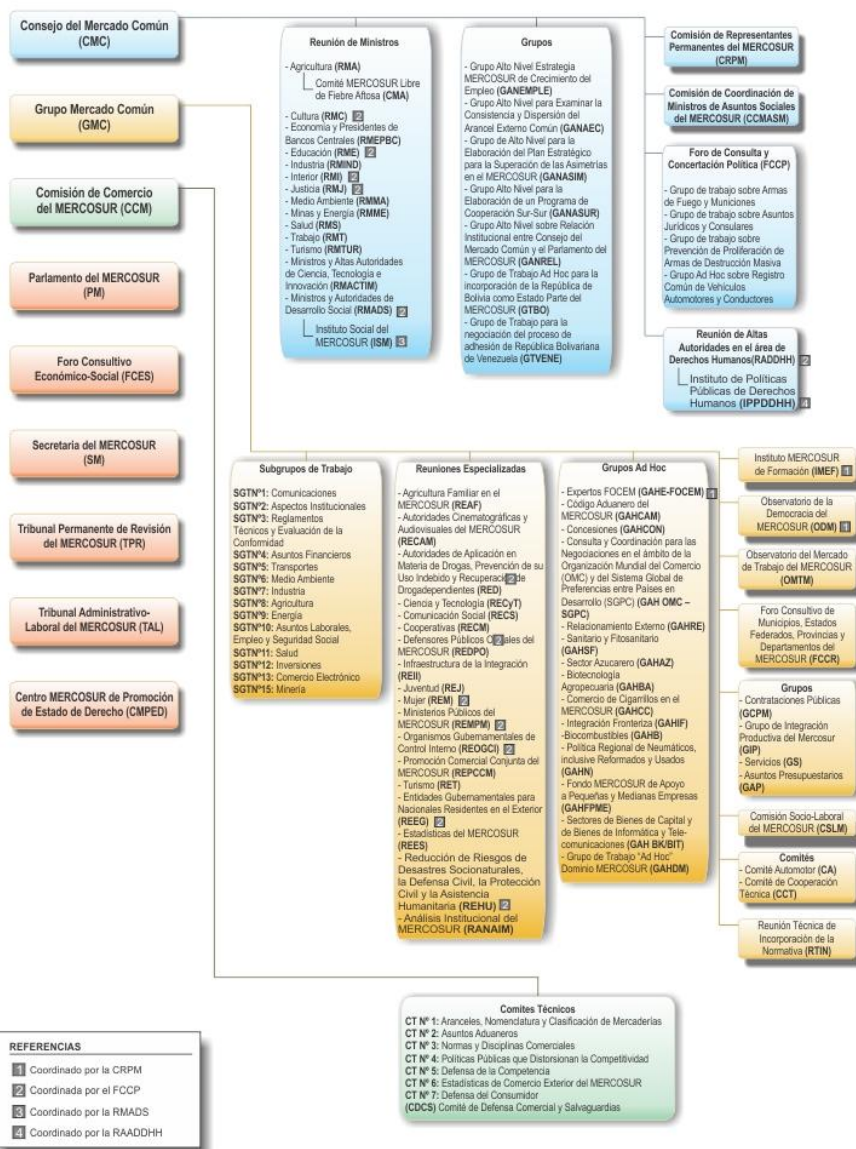 Consejo del Mercado Común
(CMC)
Grupo Mercado Común
(GMC)
Comisión de Comercio
del MERCOSUR (CCM)
Parlamento del MERCOSUR
(PM)
Foro Consultivo
Económico-Social (FCES)
Secretaría del MERCOSUR
(SM)
Tribunal Permanente de Revisión
del MERCOSUR (TPR)
Tribunal Administrativo-
Laboral del MERCOSUR (TAL)
Centro MERCOSUR de Promoción
de Estado de Derecho (CMPED)
Reunión de Ministros
- Agricultura (RMA)
Comité MERCOSUR Libre
de Fiebre Aftosa (CMA)
- Cultura (RMC) 2
- Economía y Presidentes de
Bancos Centrales (RMEPBC)
- Educación (RME) 2
- Industria (RMIND)
- Interior (RMI) 2
- Justicia (RMJ) 2
- Medio Ambiente (RMMA)
- Minas y Energía (RMME)
- Salud (RMS)
- Trabajo (RMT)
- Turismo (RMTUR)
- Ministros y Altas Autoridades
de Ciencia, Tecnología e
Innovación (RMACTIM)
- Ministros y Autoridades de
Desarrollo Social (RMADS) 2
Instituto Social del
MERCOSUR (ISM) 3
Grupos
- Grupo Alto Nivel Estrategia
MERCOSUR de Crecimiento del
Empleo (GANEMPLE)
- Grupo Alto Nivel para Examinar la
Consistencia y Dispersión del
Arancel Externo Común (GANAEC)
- Grupo de Alto Nivel para la
Elaboración del Plan Estratégico
para la Superación de las Asimetrías
en el MERCOSUR (GANASIM)
- Grupo Alto Nivel para la
Elaboración de un Programa de
Cooperación Sur-Sur (GANASUR)
- Grupo Alto Nivel sobre Relación
Institucional entre Consejo del
Mercado Común y el Parlamento del
MERCOSUR (GANREL)
- Grupo de Trabajo Ad Hoc para la
incorporación de la República de
Bolivia como Estado Parte del
MERCOSUR (GTBO)
- Grupo de Trabajo para la
negociación del proceso de
adhesión de República Bolivariana
de Venezuela (GTVENE)
Comisión de Representantes
Permanentes del MERCOSUR
(CRPM)
Comisión de Coordinación de
Ministros de Asuntos Sociales
del MERCOSUR (CCMASM)
Foro de Consulta y
Concertación Política (FCCP)
- Grupo de trabajo sobre Armas
de Fuego y Municiones
- Grupo de trabajo sobre Asuntos
Jurídicos y Consulares
- Grupo de trabajo sobre
Prevención de Proliferación de
Armas de Destrucción Masiva
- Grupo Ad Hoc sobre Registro
Común de Vehículos
Automotores y Conductores
Reunión de Altas
Autoridades en el área de
Derechos Humanos(RADDHH) 2
Instituto de Políticas
Públicas de Derechos
Humanos (IPPDDHH) 4
Subgrupos de Trabajo
SGTNº1: Comunicaciones
SGTNº2: Aspectos Institucionales
SGTNº3: Reglamentos
Técnicos y Evaluación de la
Conformidad
SGTNº4: Asuntos Financieros
SGTNº5: Transportes
SGTNº6: Medio Ambiente
SGTNº7: Industria
SGTNº8: Agricultura
SGTNº9: Energía
SGTNº10: Asuntos Laborales,
Empleo y Seguridad Social
SGTNº11: Salud
SGTNº12: Inversiones
SGTNº13: Comercio Electrónico
SGTNº15: Minería
Reuniones Especializadas
- Agricultura Familiar en el
MERCOSUR (REAF)
- Autoridades Cinematográficas y
Audiovisuales del MERCOSUR
(RECAM)
- Autoridades de Aplicación en
Materia de Drogas, Prevención de su
Uso Indebido y 2 de
Drogadependientes (RED)
- Ciencia y Tecnología (RECyT)
- Comunicación Social (RECS)
- Cooperativas (RECM)
- Defensores Públicos 2 del
MERCOSUR (REDPO)
- Infraestructura de la Integración
(REII)
- Juventud (REJ)
- Mujer (REM) 2
- Ministerios Públicos del
MERCOSUR (REMPM) 2
- Organismos Gubernamentales de
Control Interno (REOGCI) 2
- Promoción Comercial Conjunta del
MERCOSUR (REPCCM)
- Turismo (RET)
- Entidades Gubernamentales para
Nacionales Residentes en el Exterior
(REEG) 2
- Estadísticas del MERCOSUR
(REES)
- Reducción de Riesgos de
Desastres Socionaturales,
la Defensa Civil, la Protección
Civil y la Asistencia
Humanitaria (REHU) 2
- Análisis Institucional del
MERCOSUR (RANAIM)
Grupos Ad Hoc
- Expertos FOCEM (GAHE-FOCEM) 1
- Código Aduanero del
MERCOSUR (GAHCAM)
- Concesiones (GAHCON)
- Consulta y Coordinación para las
Negociaciones en el ámbito de la
Organización Mundial del Comercio
(OMC) y del Sistema Global de
Preferencias entre Países en
Desarrollo (SGPC) (GAH OMC –
SGPC)
- Relacionamiento Externo (GAHRE)
- Sanitario y Fitosanitario
(GAHSF)
- Sector Azucarero (GAHAZ)
- Biotecnología
Agropecuaria (GAHBA)
- Comercio de Cigarrillos en el
MERCOSUR (GAHCC)
- Integración Fronteriza (GAHIF)
-Biocombustibles (GAHB)
- Política Regional de Neumáticos,
inclusive Reformados y Usados
(GAHN)
- Fondo MERCOSUR de Apoyo
a Pequeñas y Medianas Empresas
(GAHFPME)
- Sectores de Bienes de Capital y
de Bienes de Informática y Tele-
comunicaciones (GAH BK/BIT)
- Grupo de Trabajo "Ad Hoc"
Dominio MERCOSUR (GAHDM)
Instituto MERCOSUR
de Formación (IMEF) 1
Observatorio de la
Democracia del
MERCOSUR (ODM) 1
Observatorio del Mercado
de Trabajo del MERCOSUR
(OMTM)
Foro Consultivo de
Municipios, Estados
Federados, Provincias y
Departamentos del
MERCOSUR (FCCR)
Grupos
- Contrataciones Públicas
(GCPM)
- Grupo de Integración
Productiva del Mercosur
(GIP)
- Servicios (GS)
- Asuntos Presupuestarios
(GAP)
Comisión Socio-Laboral
del MERCOSUR (CSLM)
Comités
- Comité Automotor (CA)
- Comité de Cooperación
Técnica (CCT)
Reunión Técnica de
Incorporación de la
Normativa (RTIN)
Comites Técnicos
CT Nº 1: Aranceles, Nomenclatura y Clasificación de Mercaderías
CT Nº 2: Asuntos Aduaneros
CT Nº 3: Normas y Disciplinas Comerciales
CT Nº 4: Políticas Públicas que Distorsionan la Competitividad
CT Nº 5: Defensa de la Competencia
CT Nº 6: Estadísticas de Comercio Exterior del MERCOSUR
CT Nº 7: Defensa del Consumidor
(CDCS) Comité de Defensa Comercial y Salvaguardias
REFERENCIAS
1 Coordinado por la CRPM
2 Coordinada por el FCCP
3 Coordinado por la RMADS
4 Coordinado por la RAADDHH